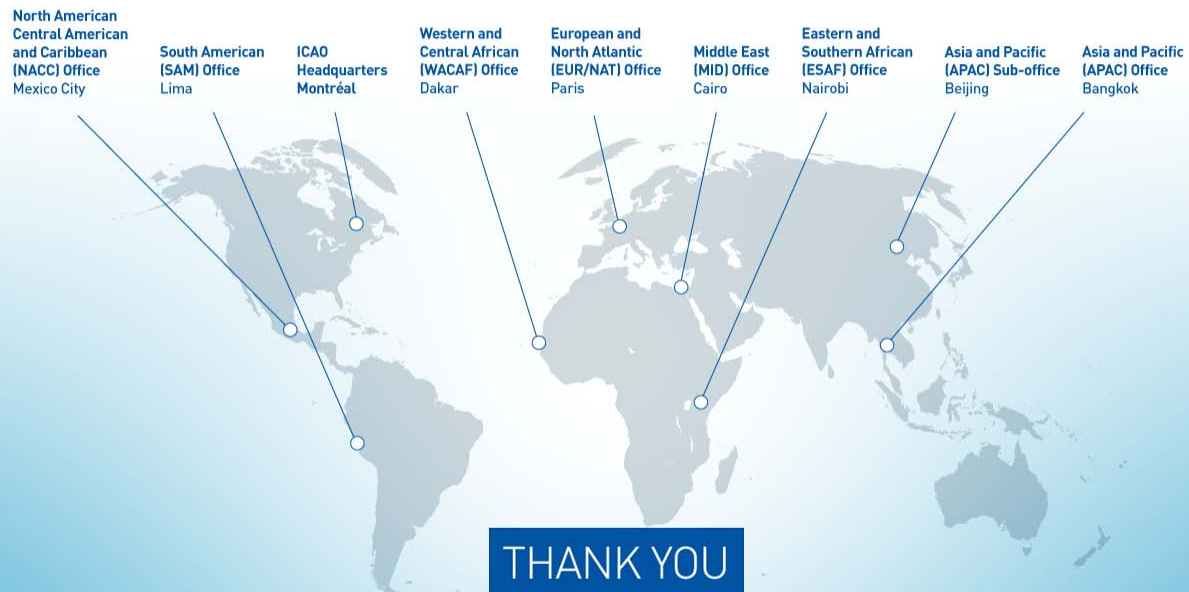 North American
Central American
and Caribbean
(NACC) Office
Mexico City
South American
(SAM) Office
Lima
ICAO
Headquarters
Montréal
Western and
Central African
(WACAF) Office
Dakar
European and
North Atlantic
(EUR/NAT) Office
Paris
Middle East
(MID) Office
Cairo
Eastern and
Southern African
(ESAF) Office
Nairobi
Asia and Pacific
(APAC) Sub-office
Beijing
Asia and Pacific
(APAC) Office
Bangkok
THANK YOU